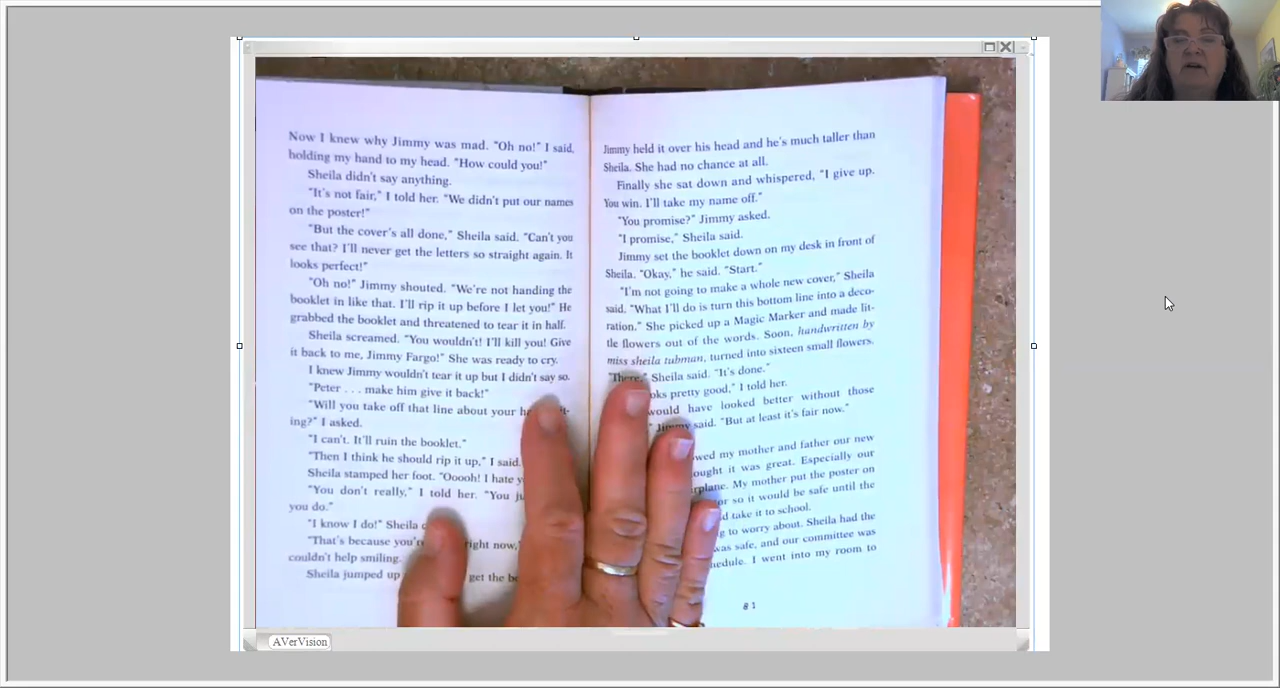 Now I knew why Jimmy was mad. "Oh no!" I said,
holding my hand to my head. "How could you!"
Sheila didn't say anything.
"It's not fair," I told her. "We didn't put our names
on the poster!"
"But the cover's all done," Sheila said. "Can't you
see that? I'll never get the letters so straight again. It
looks perfect!"
"Oh no!" Jimmy shouted. "We're not handing the
booklet in like that. I'll rip it up before I let you!" He
grabbed the booklet and threatened to tear it in half.
Sheila screamed. "You wouldn't! I'll kill you! Give
it back to me, Jimmy Fargo!" She was ready to cry.
I knew Jimmy wouldn't tear it up but I didn't say so.
"Peter . . . make him give it back!"
"Will you take off that line about your
ing?" I asked.
"I can't. It'll ruin the booklet."
"Then I think he should rip it up," I said.
Sheila stamped her foot. "Ooooh! I hate
"You don't really," I told her. "You
you do."
"I know I do!" Sheila
"That's because you're right now,"
couldn't help smiling.
Sheila jumped up get the
Jimmy held it over his head and he's much taller than
Sheila. She had no chance at all.
Finally she sat down and whispered, "I give up.
You win. I'll take my name off."
"You promise?" Jimmy asked.
"I promise," Sheila said.
Jimmy set the booklet down on my desk in front of
Sheila. "Okay," he said. "Start."
"I'm not going to make a whole new cover," Sheila
said. "What I'll do is turn this bottom line into a deco-
ration." She picked up a Magic Marker and made lit-
tle flowers out of the words. Soon, handwritten by
miss sheila tubman, turned into sixteen small flowers.
"There," Sheila said. "It's done."
pretty good," I told her.
would have looked better without those
Jimmy said. "But at least it's fair now."
my mother and father our new
it was great. Especially our
My mother put the poster on
so it would be safe until the
take it to school.
to worry about. Sheila had the
was safe, and our committee was
I went into my room to
81
AVerVision